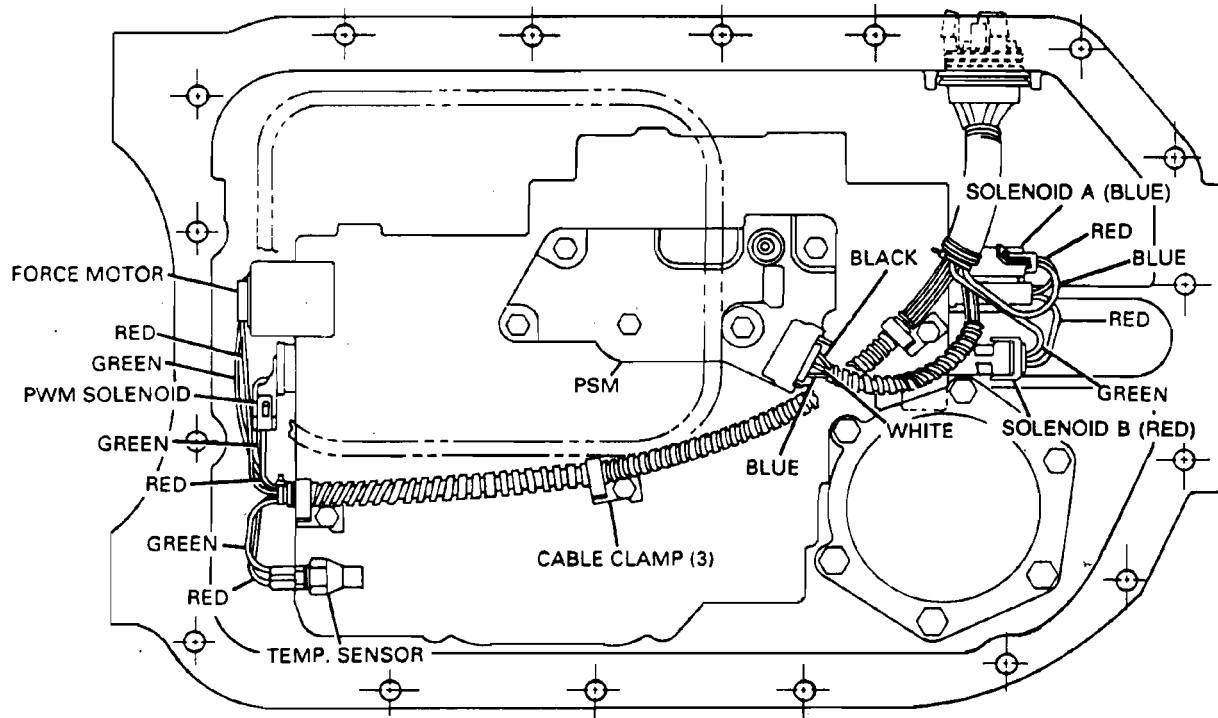 SOLENOID A (BLUE)
RED
BLACK
BLUE
FORCE MOTOR
RED
RED
GREEN
PSM
PWM SOLENOID
GREEN
WHITE
SOLENOID B (RED)
GREEN
BLUE
RED
GREEN
CABLE CLAMP (3)
RED
TEMP. SENSOR